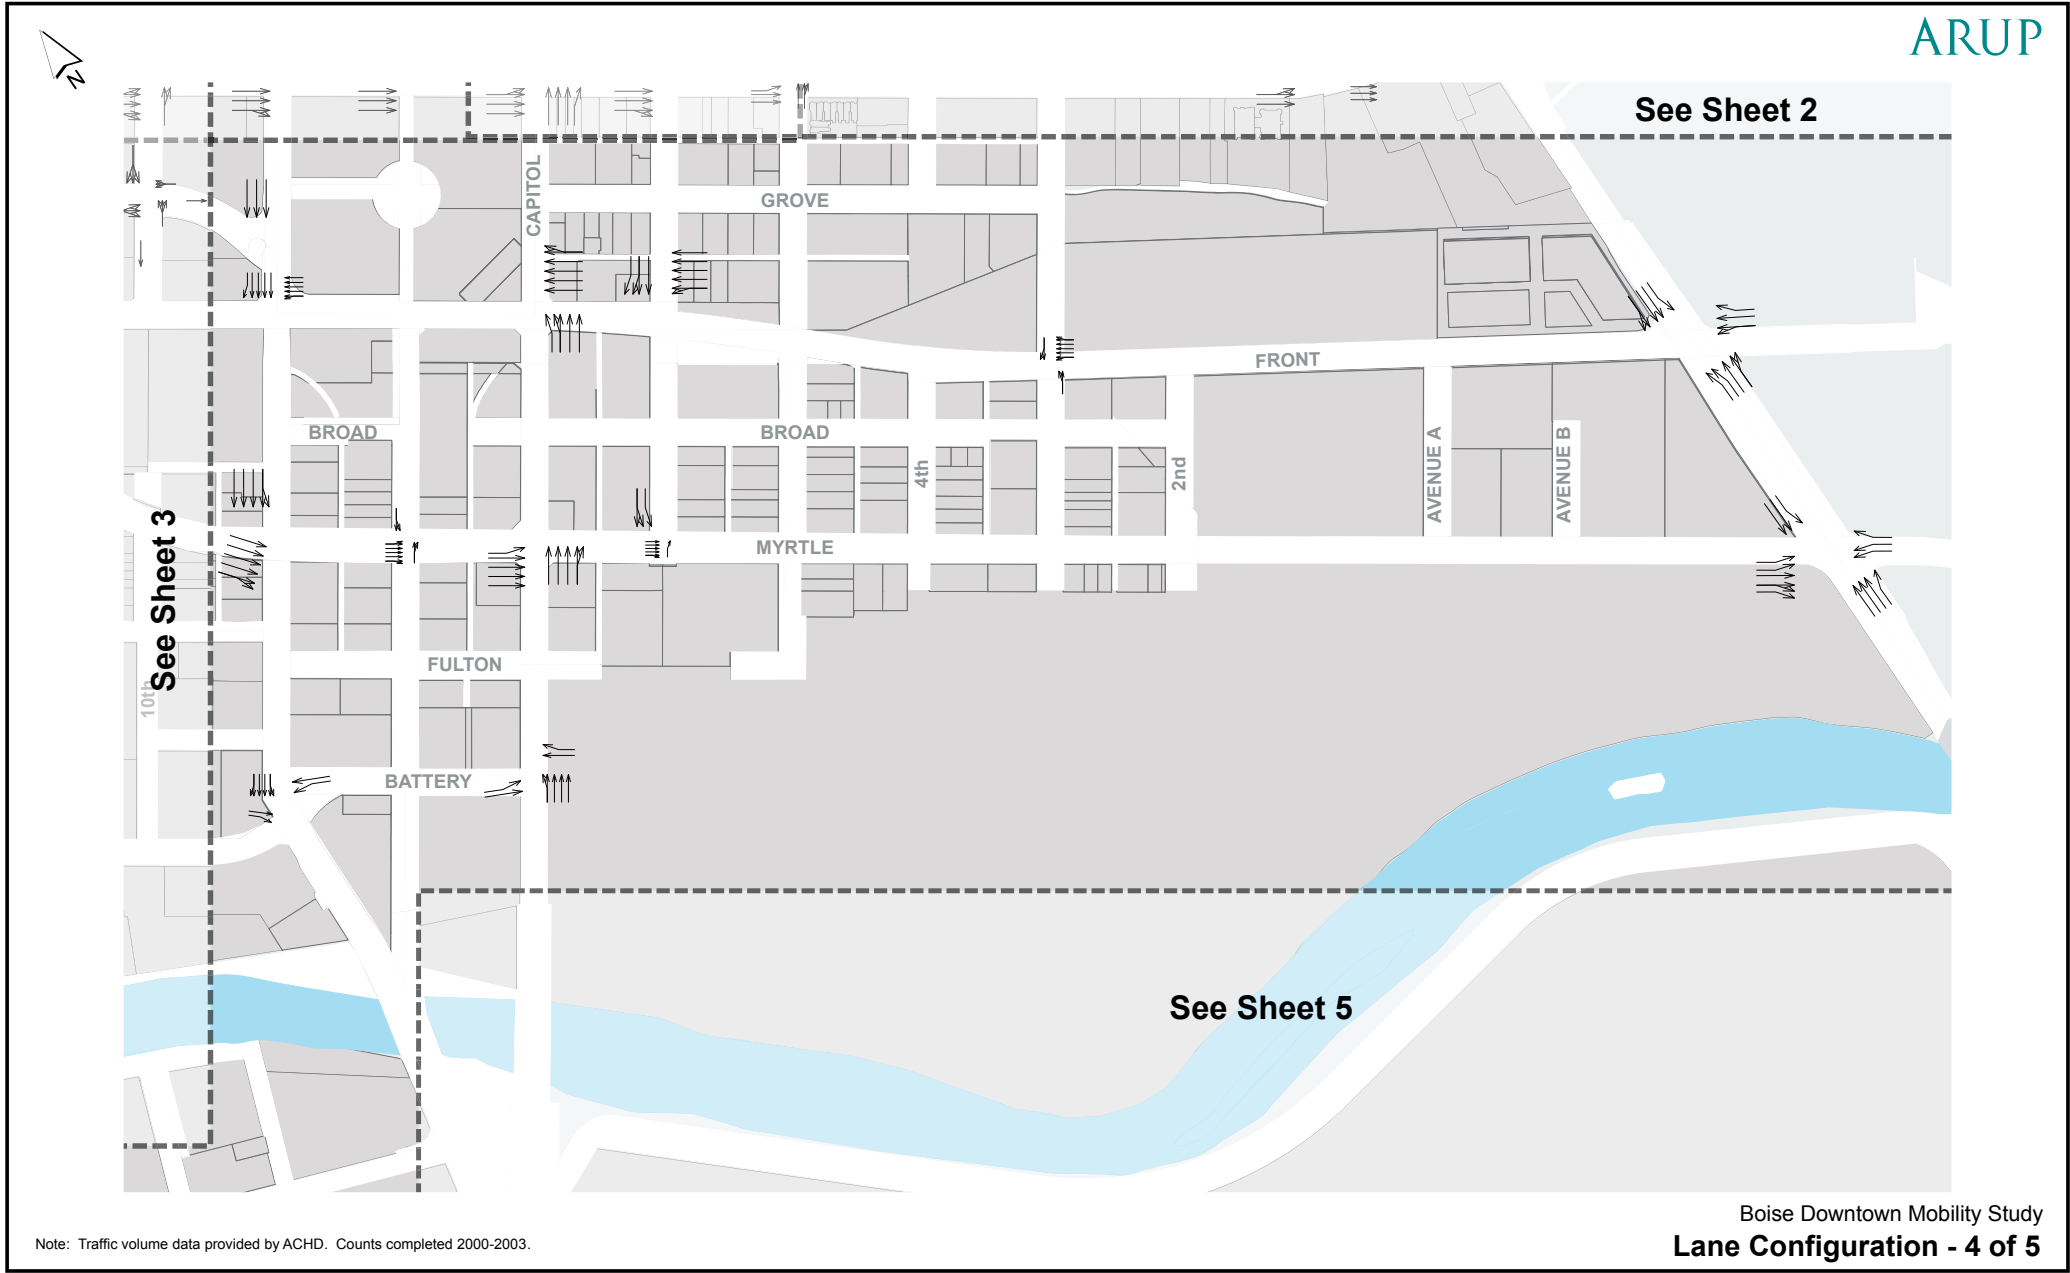 ARUP
N
See Sheet 2
CAPITOL
GROVE
FRONT
BROAD
BROAD
4th
2nd
AVENUE A
AVENUE B
See Sheet 3
MYRTLE
FULTON
10th
BATTERY
See Sheet 5
Boise Downtown Mobility Study
Note: Traffic volume data provided by ACHD. Counts completed 2000-2003.
Lane Configuration - 4 of 5